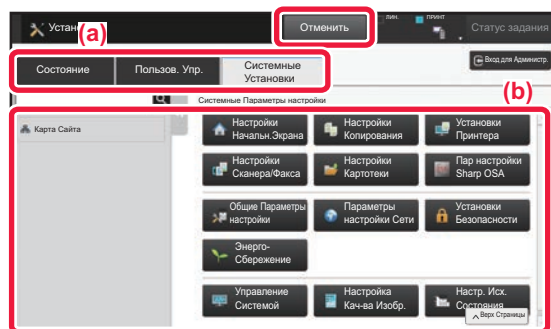 Устан
(a)
Отменить
ЛИН.
ПРИНТ
Статус задания
Состояние
Пользов. Упр.
Системные
Установки
Вход для Администр.
(b)
Системные Параметры настройки
Карта Сайта
Настройки
Начальн.Экрана
Настройки
Копирования
Установки
Принтера
Настройки
Сканера/Факса
Настройки
Картотеки
Пар настройки
Sharp OSA
Общие Параметры
настройки
Параметры
настройки Сети
Установки
Безопасности
Энерго-
Сбережение
Управление
Системой
Настройка
Кач-ва Изобр.
Настр. Исх.
Состояния
Верх Страницы